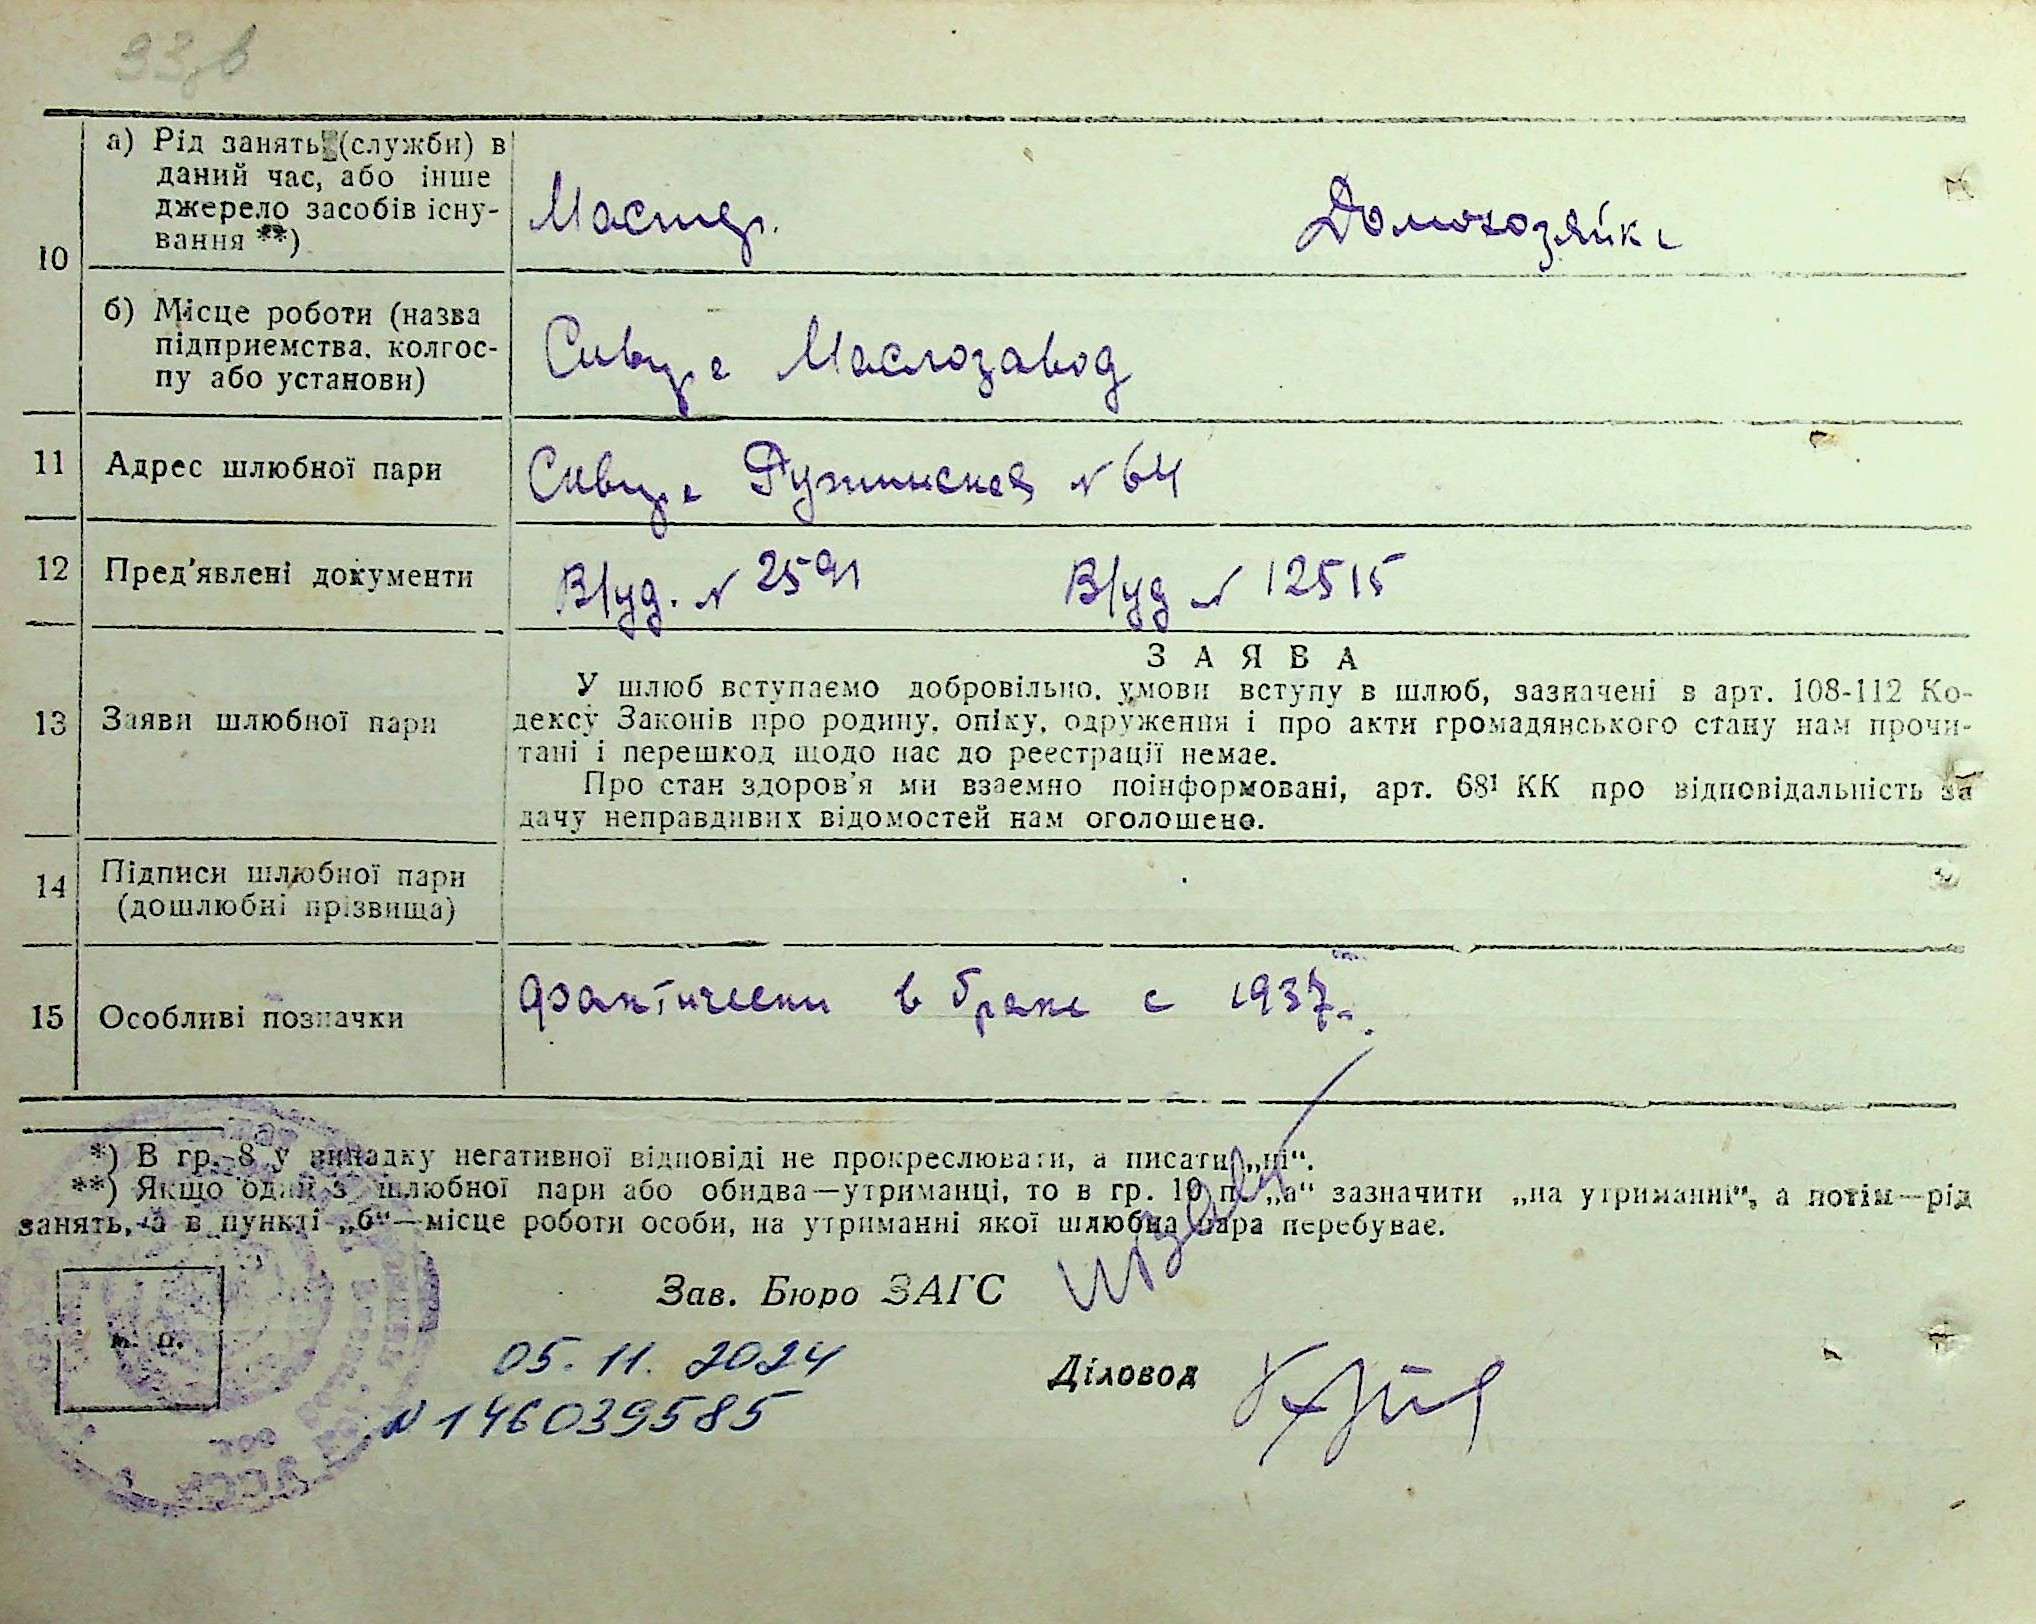 93,в
а) Рід занять (служби) в
даний час, або інше
джерело засобів існу-
вання **)
10
Мастер.
Домохозяйка
б) Місце роботи (назва
підприємства, колгос-
пу або установи)
Маслозавод
11 Адрес шлюбної пари
№ 64
12 Пред'явлені документи
В/уд. № 2591 В/уд № 12515
ЗАЯВА
У шлюб вступаємо добровільно, умови вступу в шлюб, зазначені в арт. 108-112 Ко-
13 Заяви шлюбної пари
дексу Законів про родину, опіку, одруження і про акти громадянського стану нам прочи-
тані і перешкод щодо нас до реєстрації немає.
Про стан здоров'я ми взаємно поінформовані, арт. 68¹ КК про відповідальність за
дачу неправдивих відомостей нам оголошено.
14 Підписи шлюбної пари
(дошлюбні прізвища)
15 Особливі позначки
Фактически в браке с 1937 г.
*) В гр. 8 у випадку негативної відповіді не прокреслювати, а писати „ні“.
**) Якщо один з шлюбної пари або обидва—утриманці, то в гр. 10 п. „а“ зазначити „на утриманні“, а потім—рід
занять, а в пункті „б“—місце роботи особи, на утриманні якої шлюбна пара перебуває.
Зав. Бюро ЗАГС
м. п.
05.11.2024
Діловод
№ 146039585